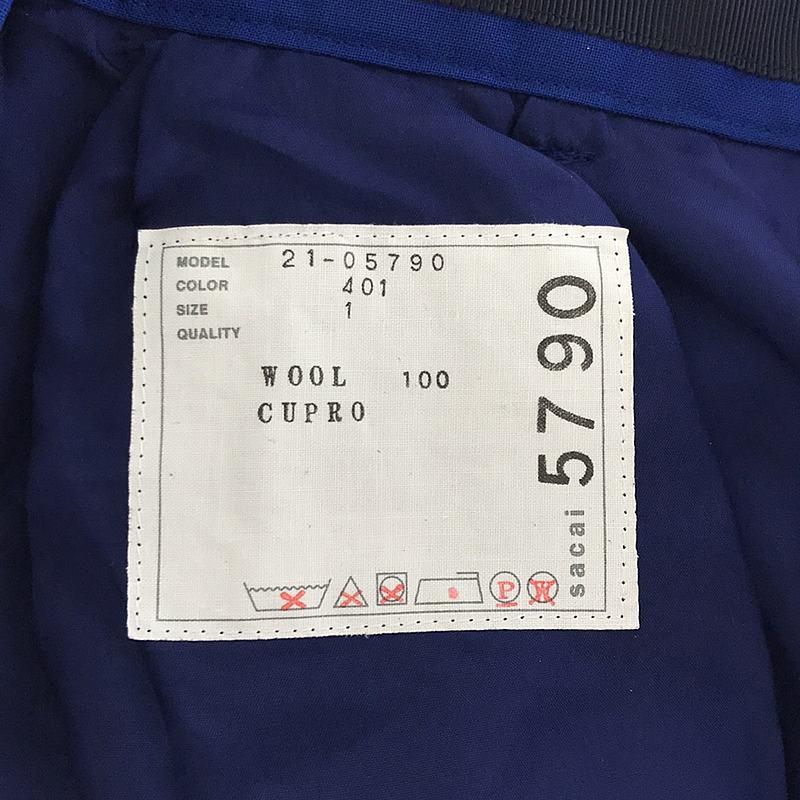 MODEL 21-05790
COLOR 401
SIZE 1
QUALITY
WOOL 100
CUPRO
P W
sacai 5790